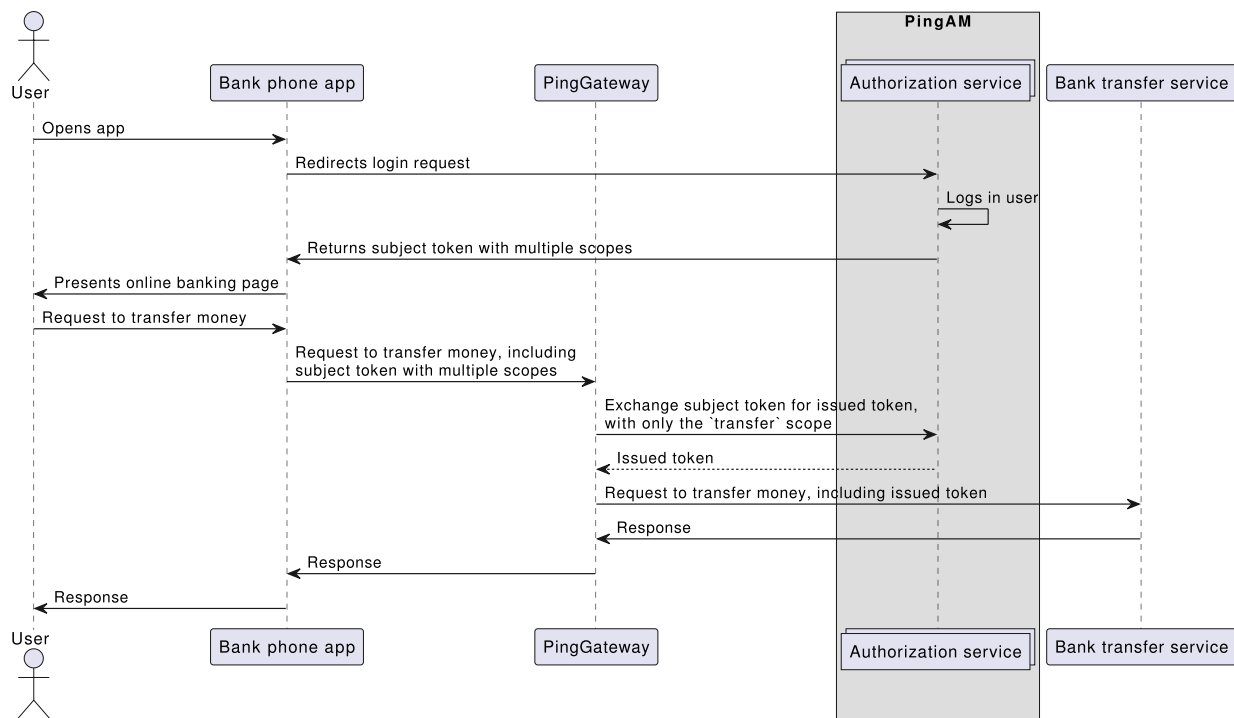 PingAM
User
Bank phone app
PingGateway
Authorization service
Bank transfer service
Opens app
Redirects login request
Logs in user
Returns subject token with multiple scopes
Presents online banking page
Request to transfer money
Request to transfer money, including
subject token with multiple scopes
Exchange subject token for issued token,
with only the `transfer` scope
Issued token
Request to transfer money, including issued token
Response
Response
Response
User
Bank phone app
PingGateway
Authorization service
Bank transfer service